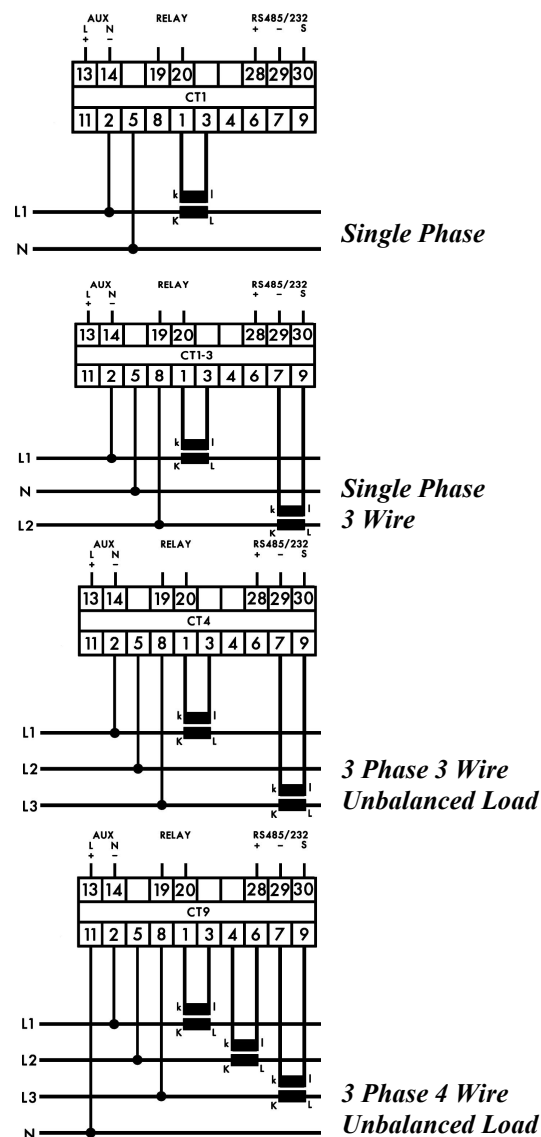 AUX RELAY RS485/232
L N + – S
+ –
13 14 19 20 28 29 30
CT1
11 2 5 8 1 3 4 6 7 9
k l
L1
K L
N
Single Phase
AUX RELAY RS485/232
L N + – S
+ –
13 14 19 20 28 29 30
CT1-3
11 2 5 8 1 3 4 6 7 9
k l
L1
K L
N
Single Phase
k l
L2
3 Wire
K L
AUX RELAY RS485/232
L N + – S
+ –
13 14 19 20 28 29 30
CT4
11 2 5 8 1 3 4 6 7 9
k l
L1
K L
L2
3 Phase 3 Wire
k l
L3
Unbalanced Load
K L
AUX RELAY RS485/232
L N + – S
+ –
13 14 19 20 28 29 30
CT9
11 2 5 8 1 3 4 6 7 9
k l
L1
K L
k l
L2
K L
k l
L3
3 Phase 4 Wire
K L
N
Unbalanced Load